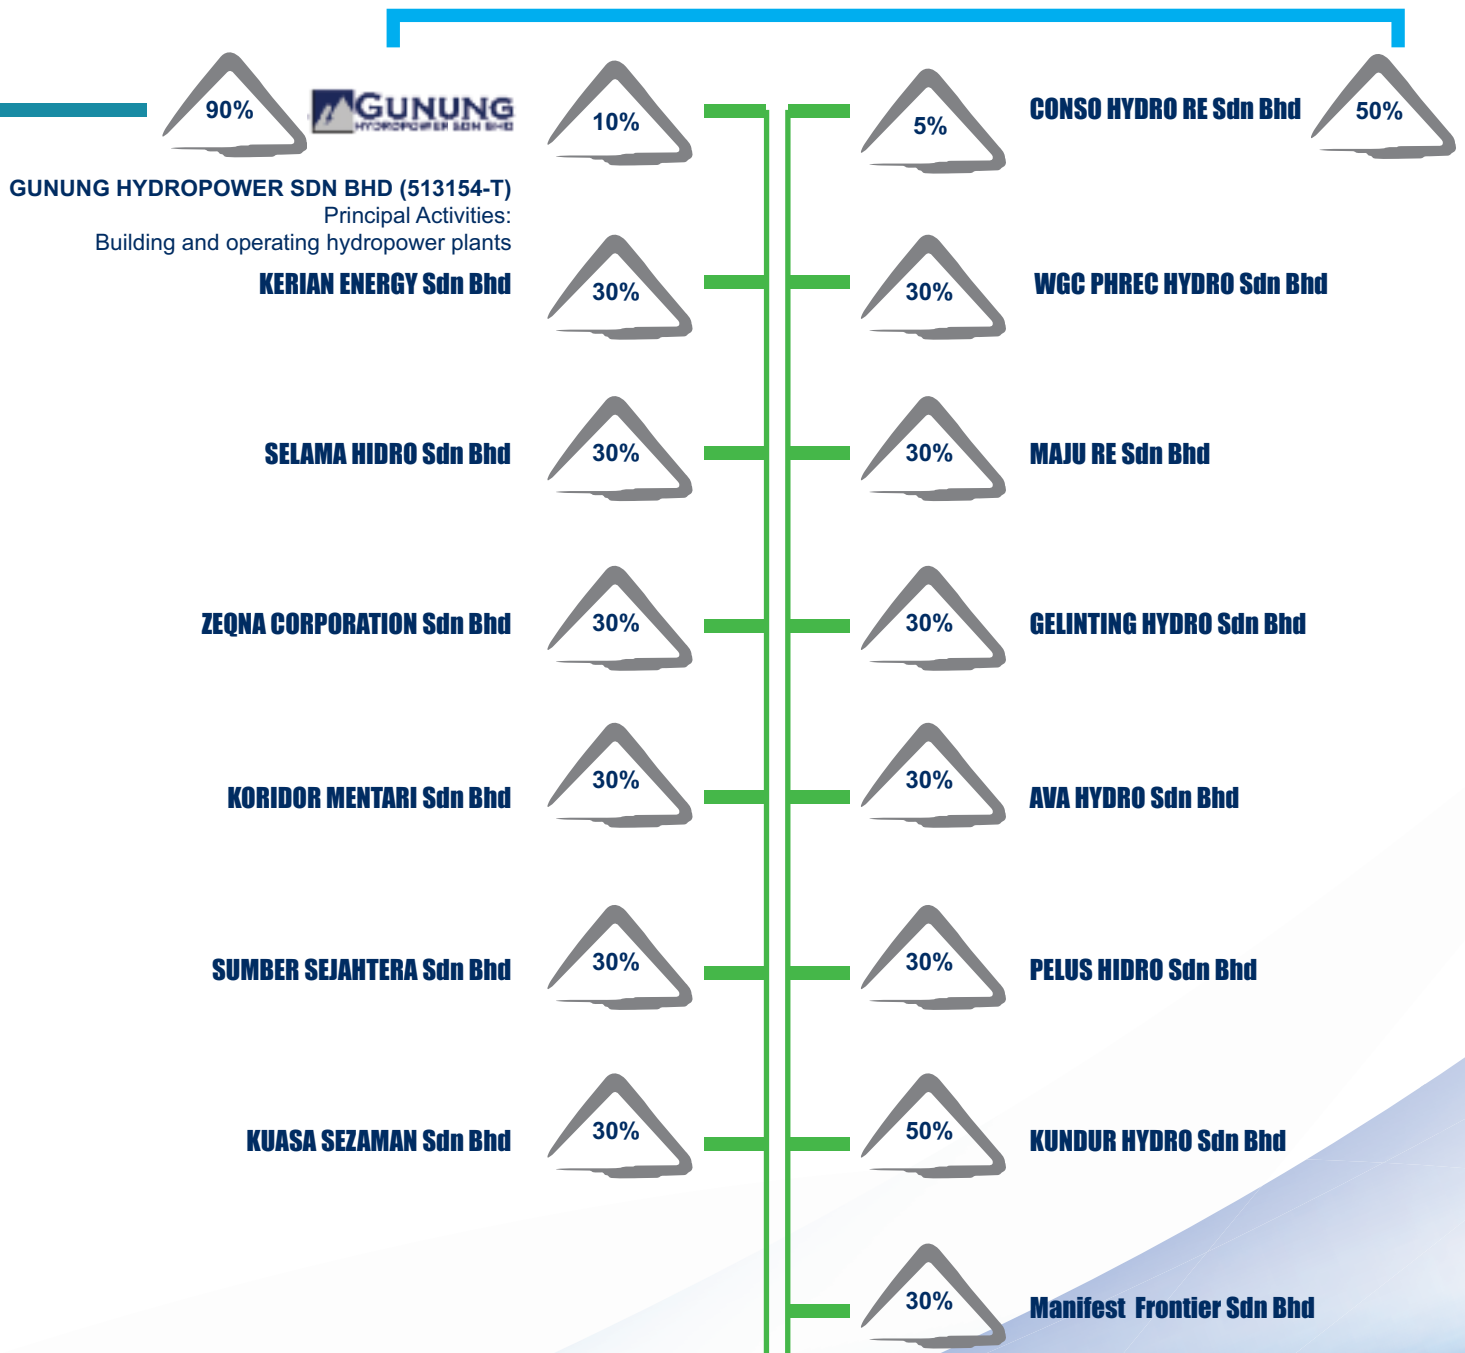 90%
GUNUNG
HYDROPOWER SDN BHD
10%
5%
CONSO HYDRO RE Sdn Bhd
50%
GUNUNG HYDROPOWER SDN BHD (513154-T)
Principal Activities:
Building and operating hydropower plants
KERIAN ENERGY Sdn Bhd
30%
30%
WGC PHREC HYDRO Sdn Bhd
SELAMA HIDRO Sdn Bhd
30%
30%
MAJU RE Sdn Bhd
ZEQNA CORPORATION Sdn Bhd
30%
30%
GELINTING HYDRO Sdn Bhd
KORIDOR MENTARI Sdn Bhd
30%
30%
AVA HYDRO Sdn Bhd
SUMBER SEJAHTERA Sdn Bhd
30%
30%
PELUS HIDRO Sdn Bhd
KUASA SEZAMAN Sdn Bhd
30%
50%
KUNDUR HYDRO Sdn Bhd
30%
Manifest Frontier Sdn Bhd